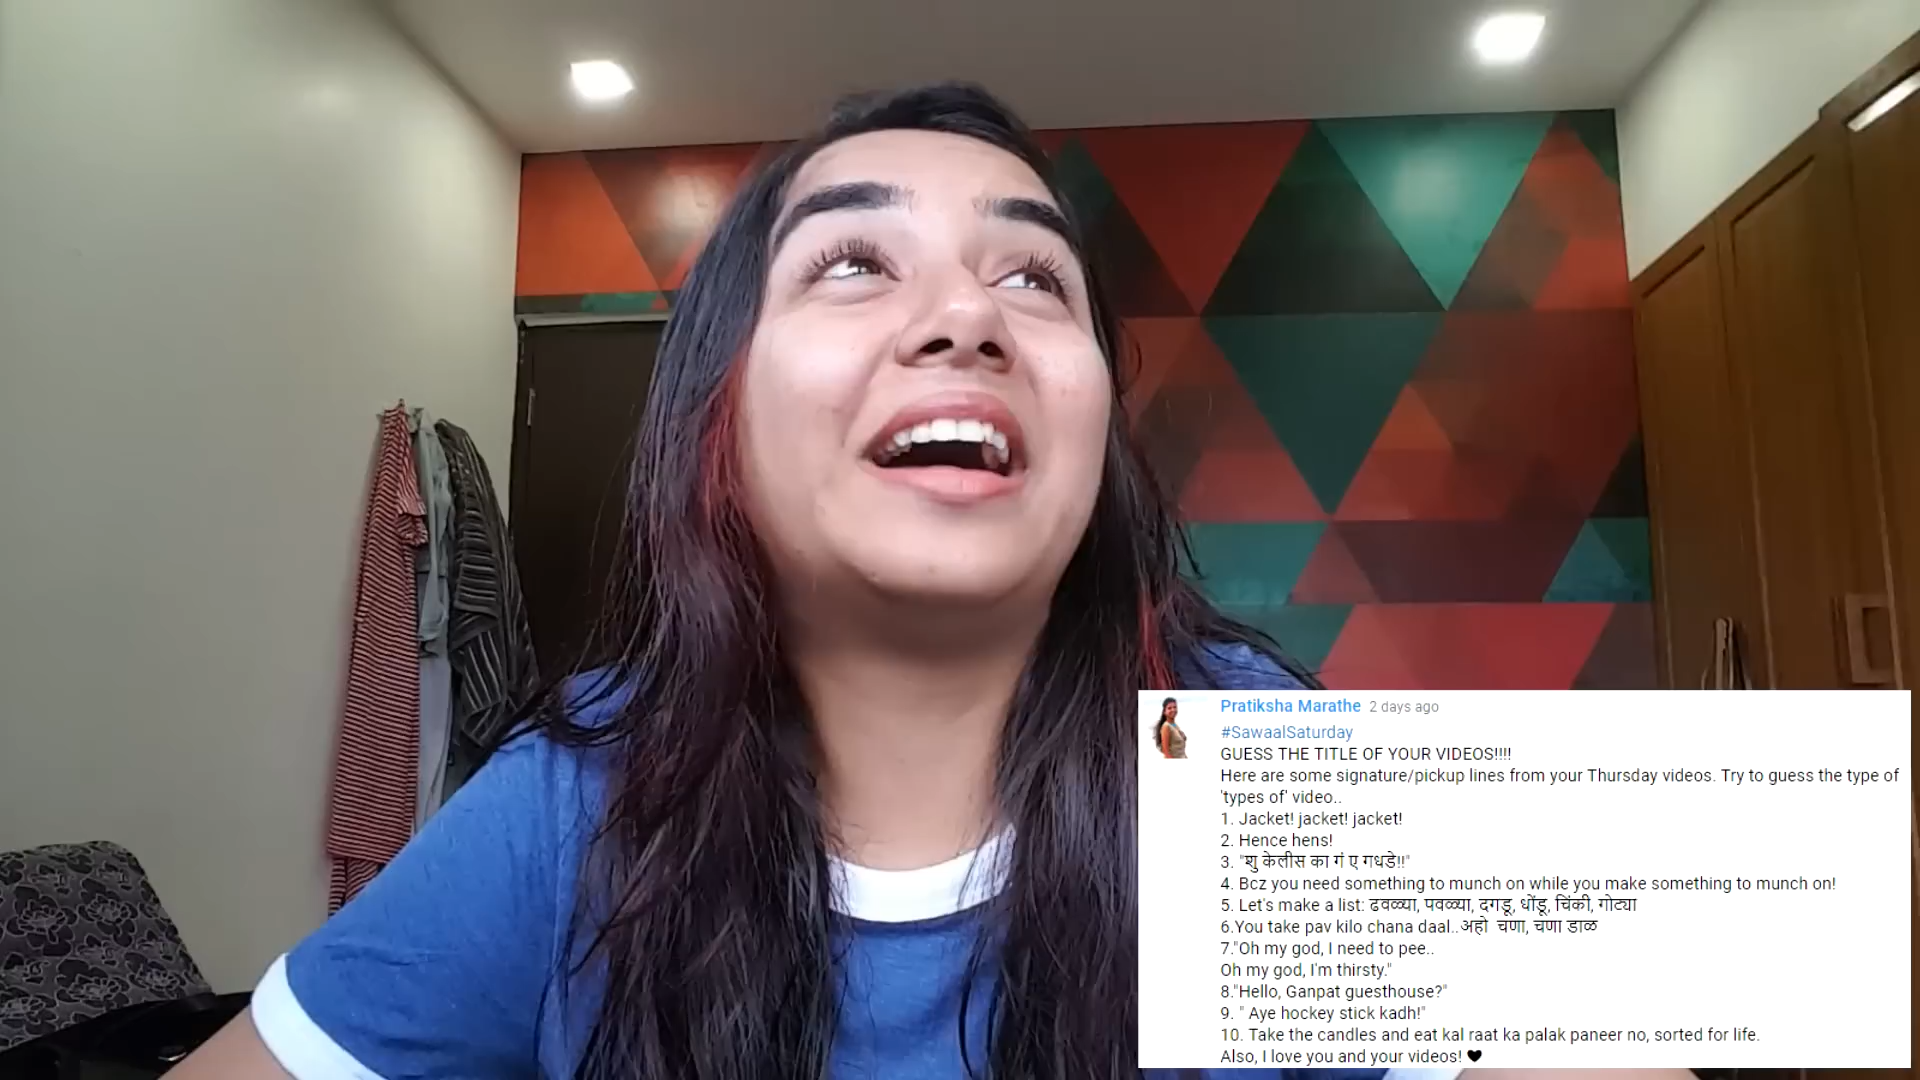 Pratiksha Marathe 2 days ago
#SawaalSaturday
GUESS THE TITLE OF YOUR VIDEOS!!!!
Here are some signature/pickup lines from your Thursday videos. Try to guess the type of
'types of' video..
1. Jacket! jacket! jacket!
2. Hence hens!
3. "शु केलीस का गं ए गधडे!!"
4. Bcz you need something to munch on while you make something to munch on!
5. Let's make a list: ढवळ्या, पवळ्या, दगडू, धोंडू, चिंकी, गोट्या
6.You take pav kilo chana daal..अहो चणा, चणा डाळ
7."Oh my god, I need to pee..
Oh my god, I'm thirsty."
8."Hello, Ganpat guesthouse?"
9. " Aye hockey stick kadh!"
10. Take the candles and eat kal raat ka palak paneer no, sorted for life.
Also, I love you and your videos! 🖤